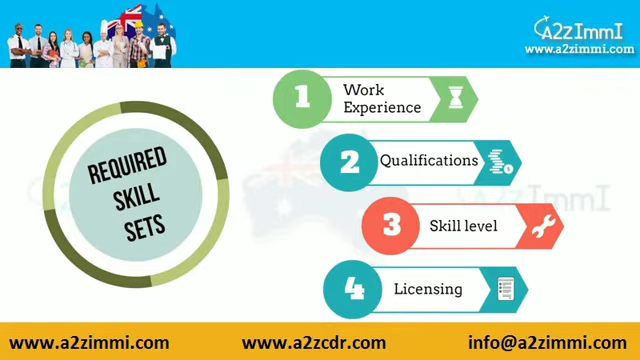 A2zImmI
www.a2zimmi.com
REQUIRED
SKILL
SETS
1
Work
Experience
2
Qualifications
3
Skill level
4
Licensing
A2zImmI
www.a2zimmi.com
www.a2zcdr.com
info@a2zimmi.com